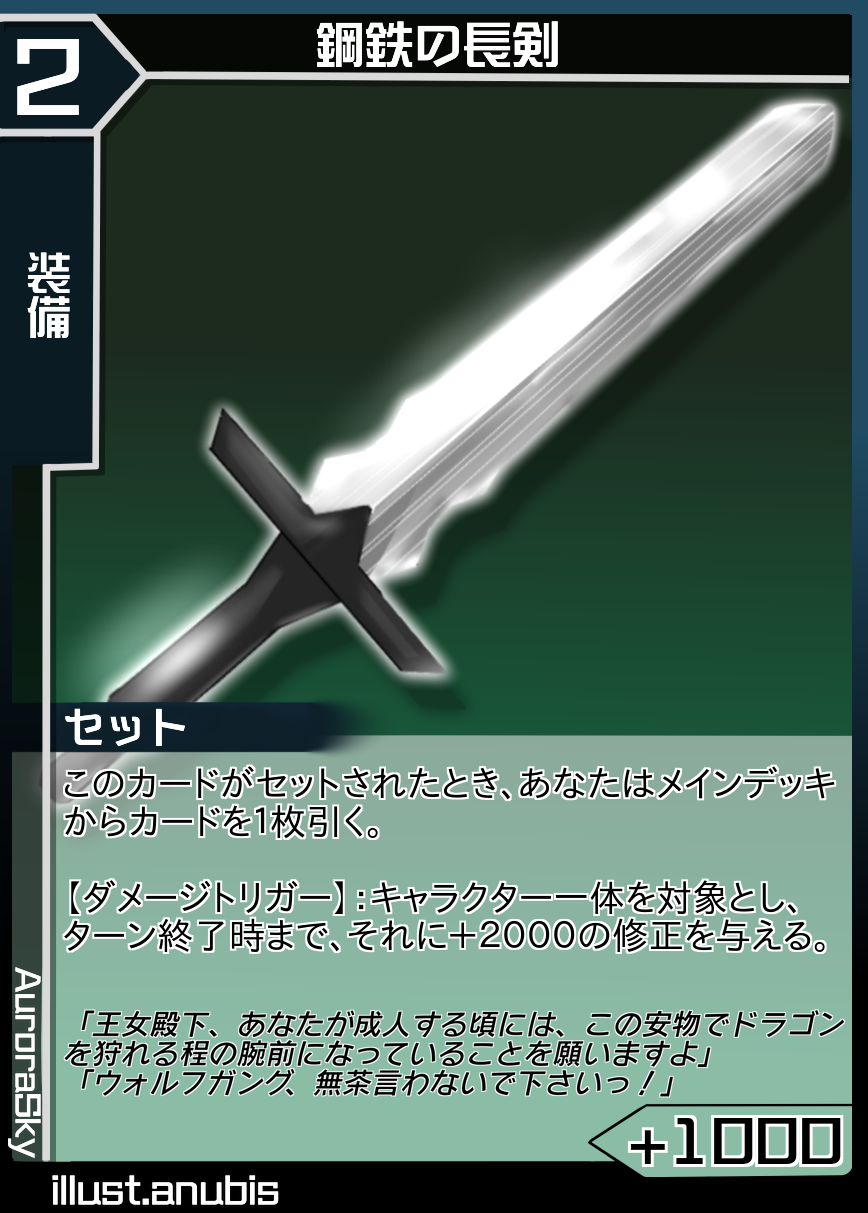 2
鋼鉄の長剣
装備
セット
このカードがセットされたとき、あなたはメインデッキ
からカードを1枚引く。
【ダメージトリガー】:キャラクター一体を対象とし、
ターン終了時まで、それに+2000の修正を与える。
「王女殿下、あなたが成人する頃には、この安物でドラゴン
を狩れる程の腕前になっていることを願いますよ」
「ウォルフガング、無茶言わないで下さいっ!」
+1000
AuroraSky
illust.anubis